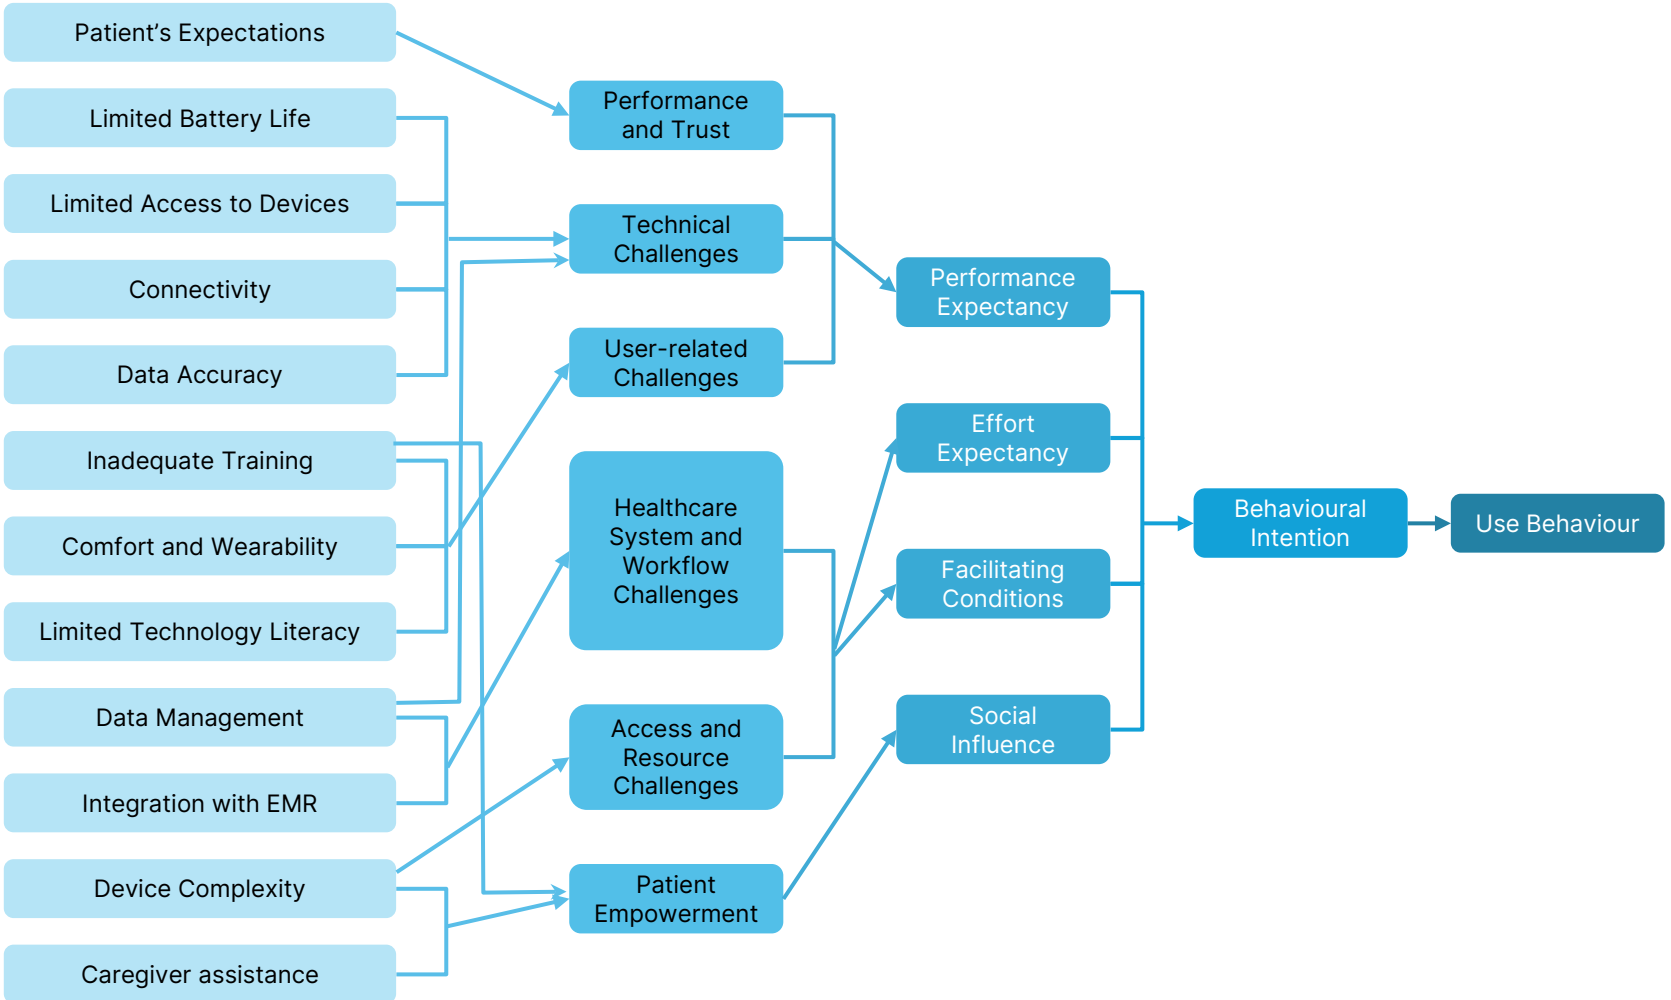 Patient’s Expectations
Limited Battery Life
Limited Access to Devices
Connectivity
Data Accuracy
Inadequate Training
Comfort and Wearability
Limited Technology Literacy
Data Management
Integration with EMR
Device Complexity
Caregiver assistance
Performance
and Trust
Technical
Challenges
User-related
Challenges
Healthcare
System and
Workflow
Challenges
Access and
Resource
Challenges
Patient
Empowerment
Performance
Expectancy
Effort
Expectancy
Facilitating
Conditions
Social
Influence
Behavioural
Intention
Use Behaviour